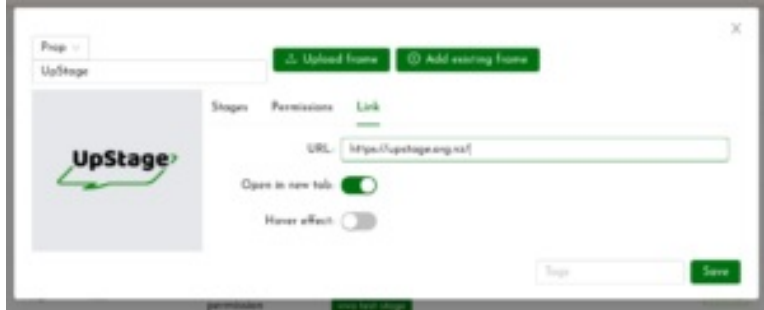 Prop
UpStage
Upload frame
Add existing frame
UpStage
Stages Permissions Link
URL: https://upstage.org.nz/
Open in new tab:
Hover effect:
Tags
Save
permission